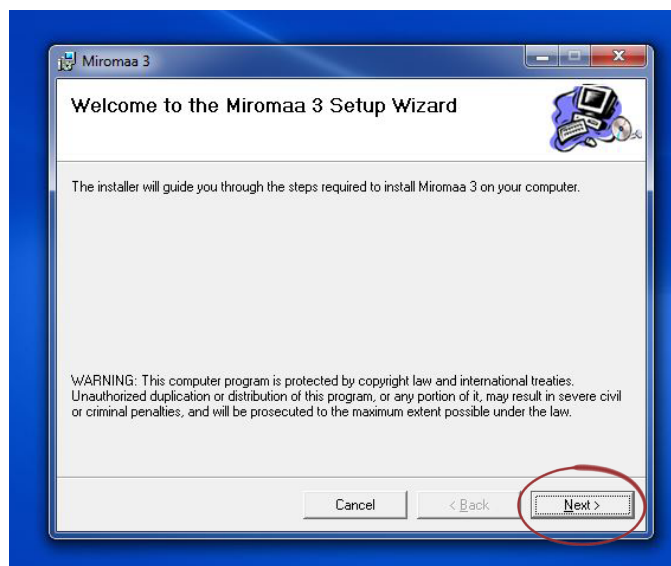 Miromaa 3
Welcome to the Miromaa 3 Setup Wizard
The installer will guide you through the steps required to install Miromaa 3 on your computer.
WARNING: This computer program is protected by copyright law and international treaties.
Unauthorized duplication or distribution of this program, or any portion of it, may result in severe civil
or criminal penalties, and will be prosecuted to the maximum extent possible under the law.
Cancel < Back Next >